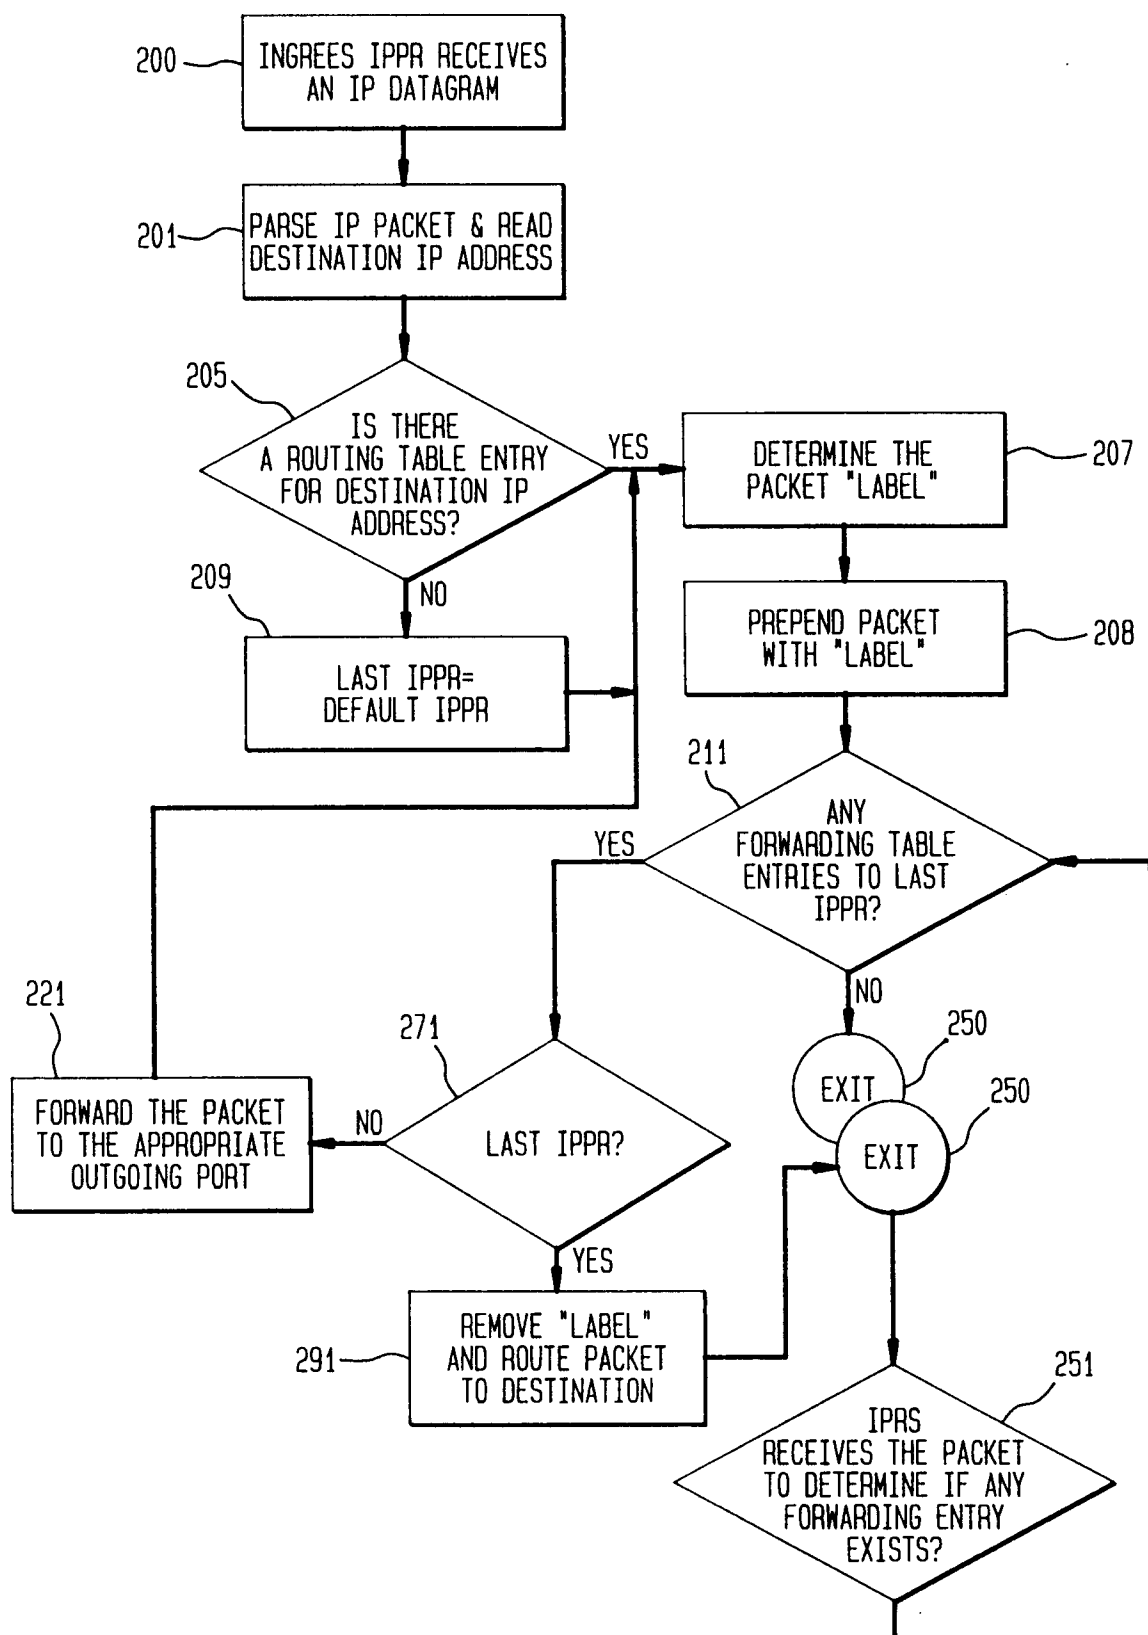 200
INGREES IPPR RECEIVES
AN IP DATAGRAM
201
PARSE IP PACKET & READ
DESTINATION IP ADDRESS
205
IS THERE
A ROUTING TABLE ENTRY
FOR DESTINATION IP
ADDRESS?
YES
NO
DETERMINE THE
PACKET "LABEL"
207
209
LAST IPPR=
DEFAULT IPPR
PREPEND PACKET
WITH "LABEL"
208
211
ANY
FORWARDING TABLE
ENTRIES TO LAST
IPPR?
YES
NO
221
FORWARD THE PACKET
TO THE APPROPRIATE
OUTGOING PORT
271
NO
LAST IPPR?
YES
250
EXIT
250
EXIT
291
REMOVE "LABEL"
AND ROUTE PACKET
TO DESTINATION
251
IPRS
RECEIVES THE PACKET
TO DETERMINE IF ANY
FORWARDING ENTRY
EXISTS?